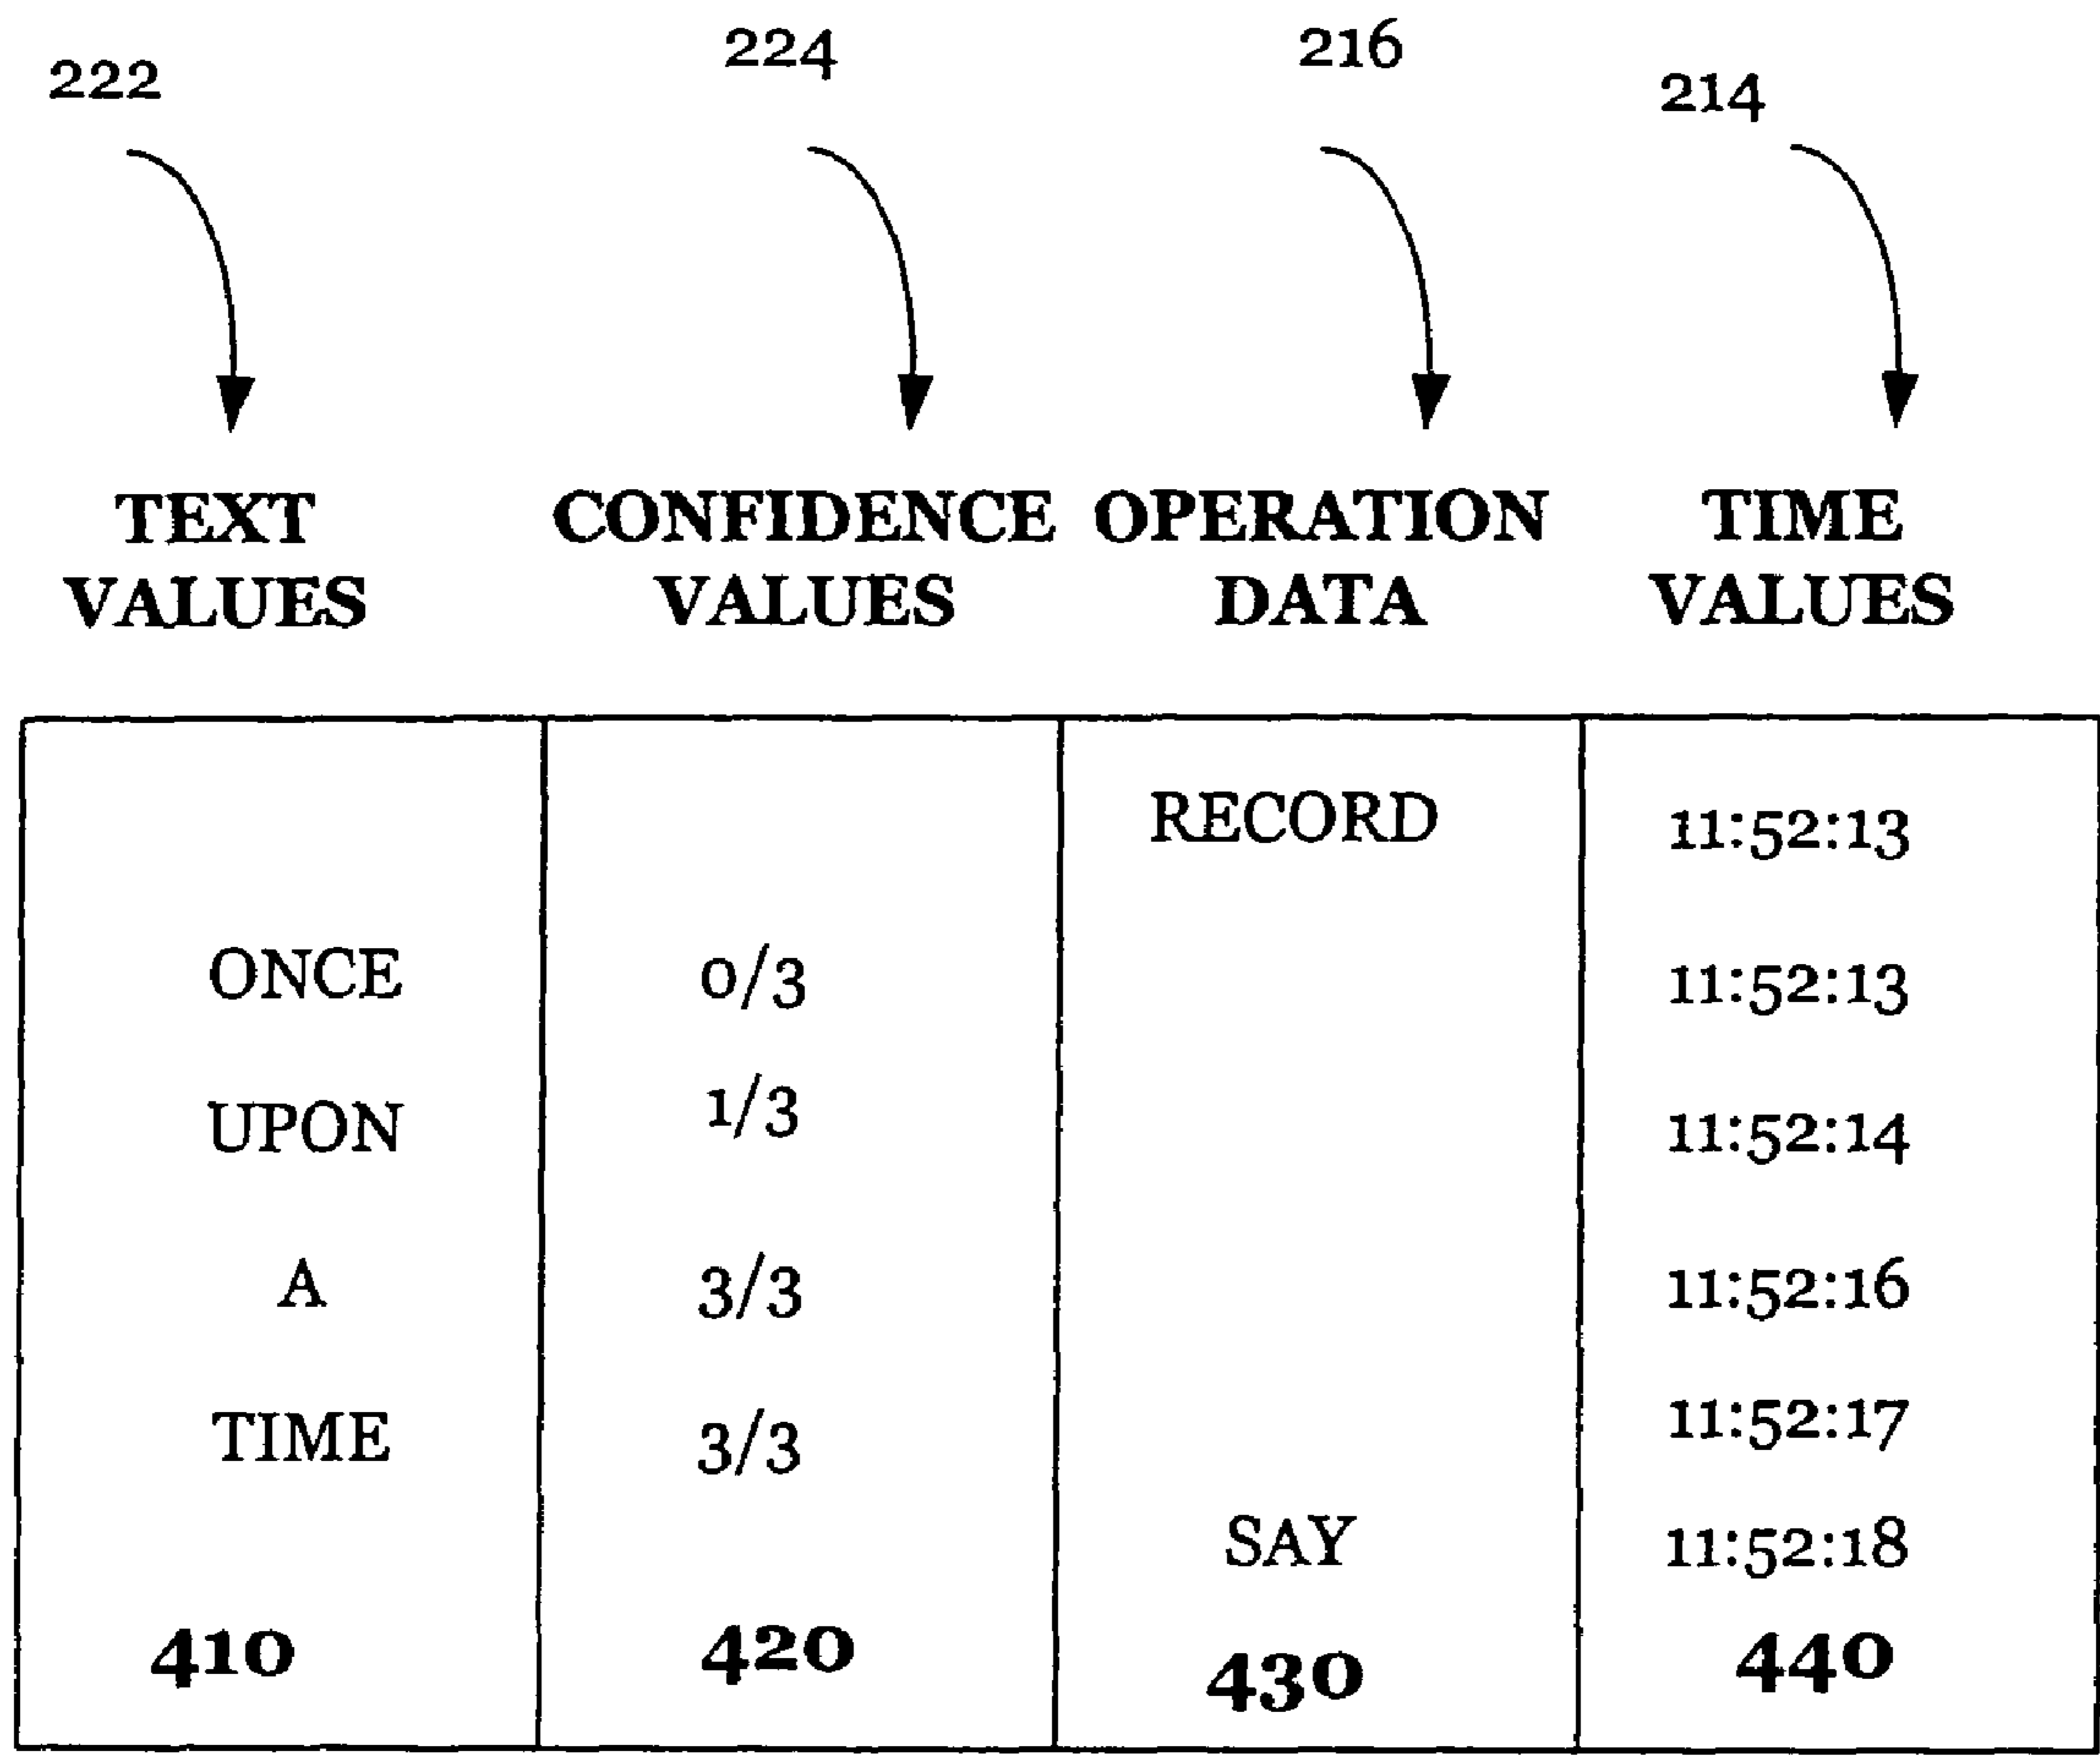 222 224 216 214
TEXT CONFIDENCE OPERATION TIME
VALUES VALUES DATA VALUES
RECORD 11:52:13
ONCE 0/3 11:52:13
UPON 1/3 11:52:14
A 3/3 11:52:16
TIME 3/3 11:52:17
SAY 11:52:18
410 420 430 440